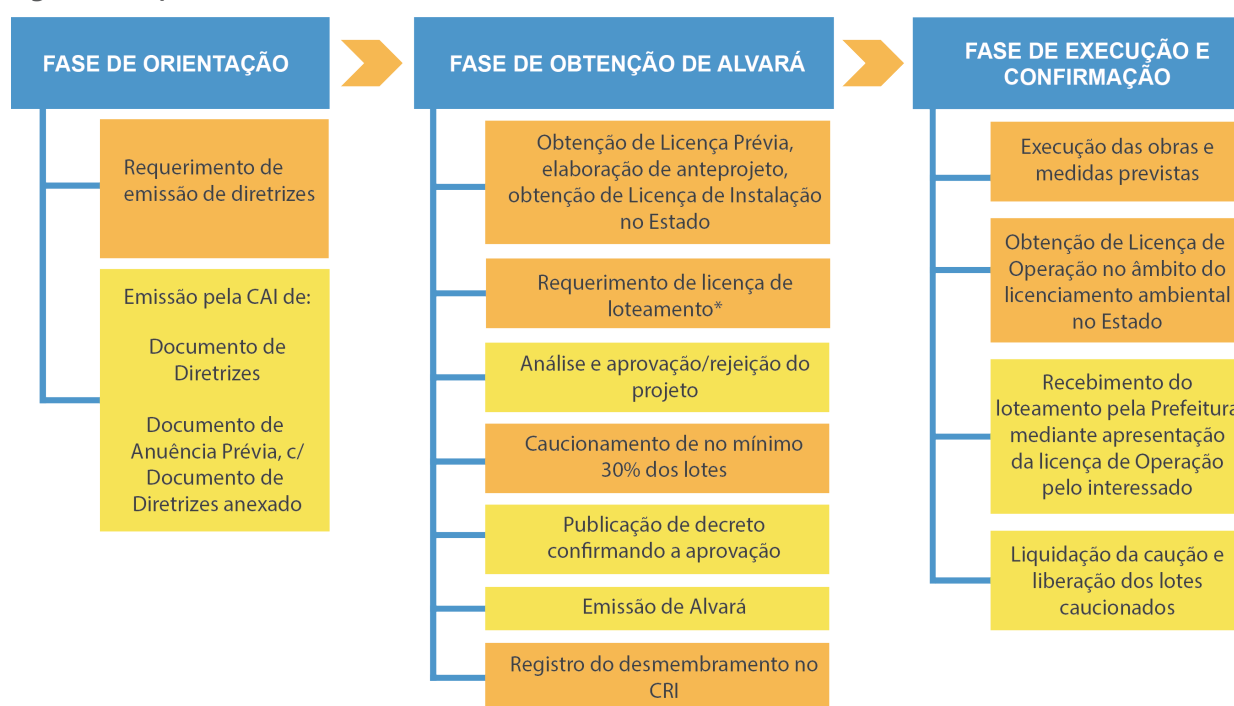 FASE DE ORIENTAÇÃO
Requerimento de
emissão de diretrizes
Emissão pela CAI de:
Documento de
Diretrizes
Documento de
Anuência Prévia, c/
Documento de
Diretrizes anexado
FASE DE OBTENÇÃO DE ALVARÁ
Obtenção de Licença Prévia,
elaboração de anteprojeto,
obtenção de Licença de Instalação
no Estado
Requerimento de licença de
loteamento*
Análise e aprovação/rejeição do
projeto
Caucionamento de no mínimo
30% dos lotes
Publicação de decreto
confirmando a aprovação
Emissão de Alvará
Registro do desmembramento no
CRI
FASE DE EXECUÇÃO E
CONFIRMAÇÃO
Execução das obras e
medidas previstas
Obtenção de Licença de
Operação no âmbito do
licenciamento ambiental
no Estado
Recebimento do
loteamento pela Prefeitura
mediante apresentação
da licença de Operação
pelo interessado
Liquidação da caução e
liberação dos lotes
caucionados